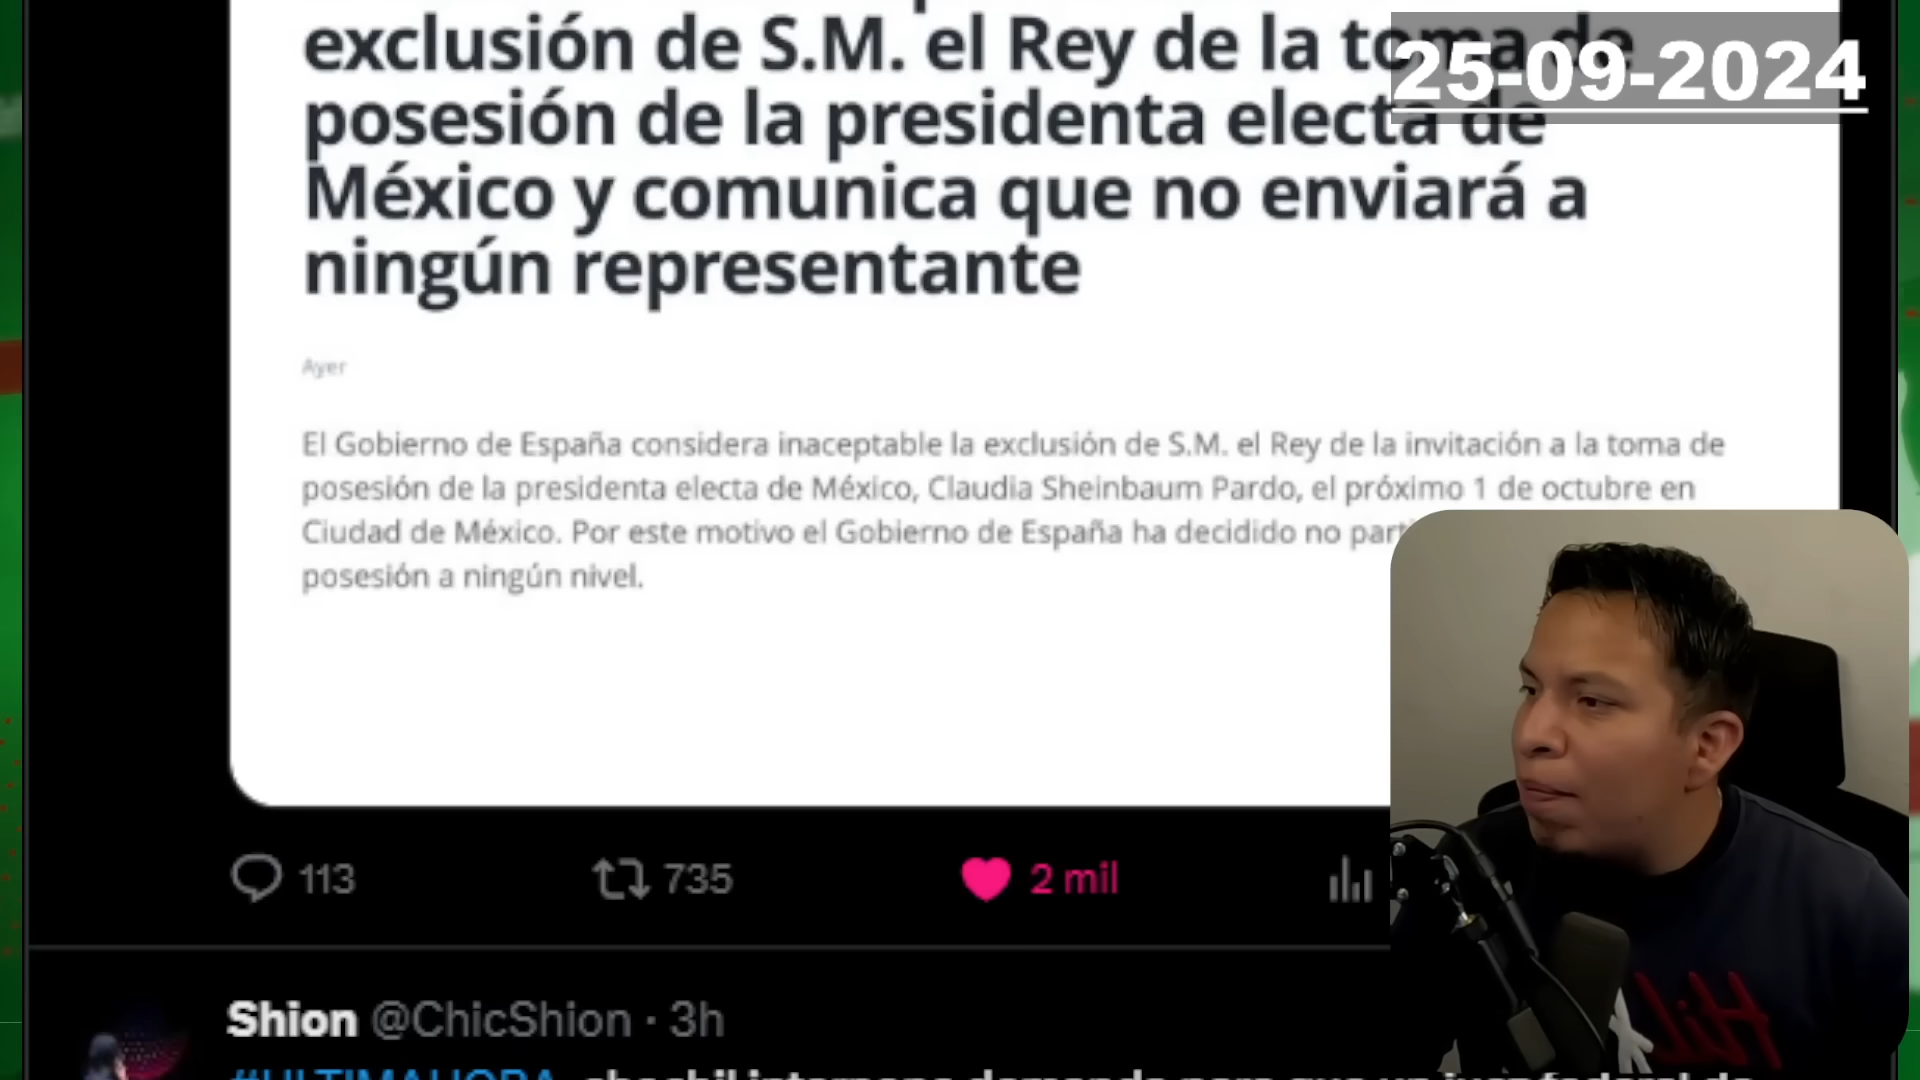 exclusión de S.M. el Rey de la toma de
25-09-2024
posesión de la presidenta electa de
México y comunica que no enviará a
ningún representante
Ayer
El Gobierno de España considera inaceptable la exclusión de S.M. el Rey de la invitación a la toma de
posesión de la presidenta electa de México, Claudia Sheinbaum Pardo, el próximo 1 de octubre en
Ciudad de México. Por este motivo el Gobierno de España ha decidido no
posesión a ningún nivel.
113
735
2 mil
Shion @ChicShion · 3h
#ULTIMAHORA